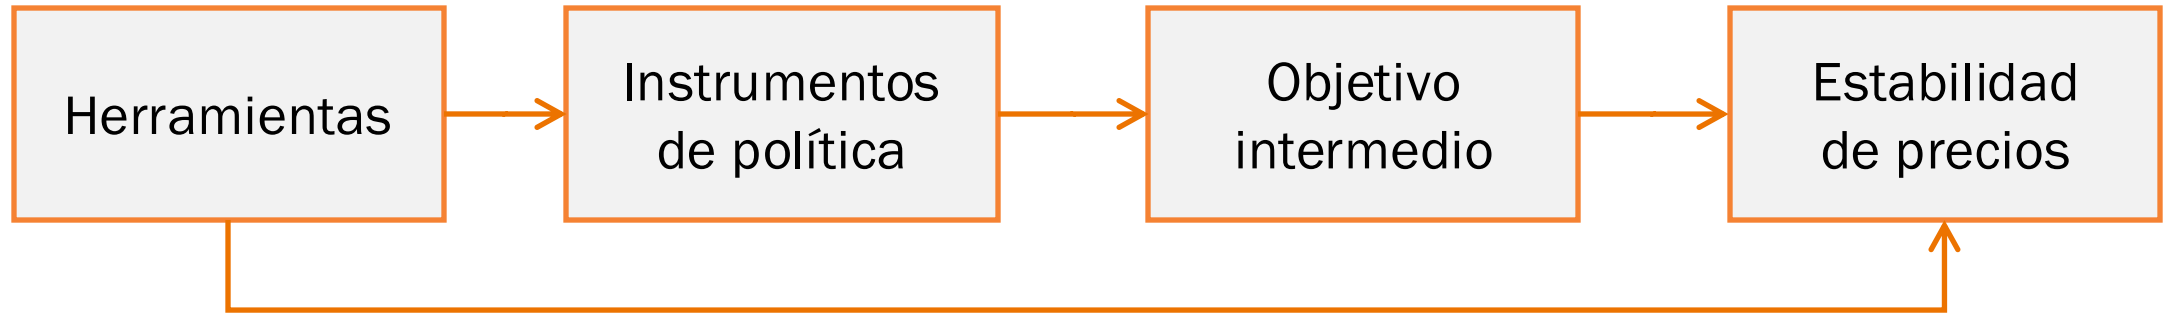 Herramientas
Instrumentos
de política
Objetivo
intermedio
Estabilidad
de precios